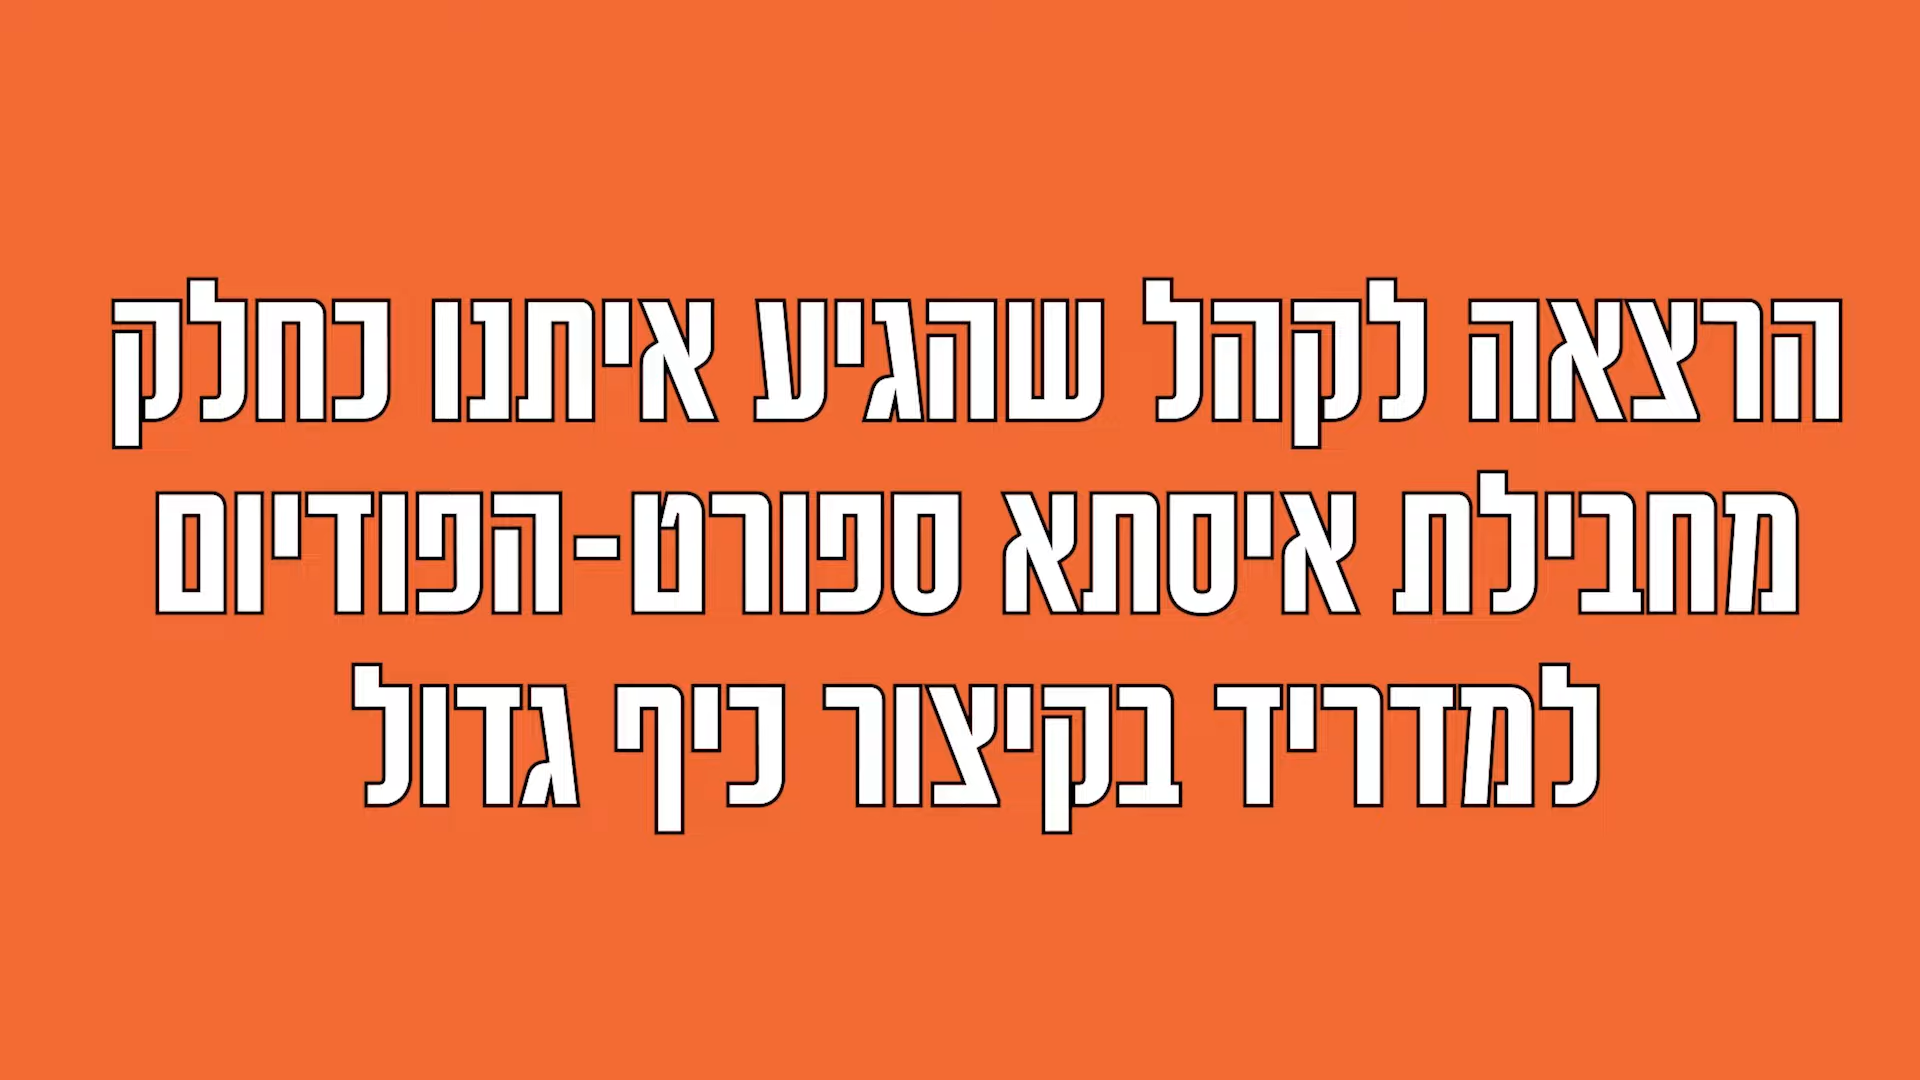 הרצאה לקהל שהגיע איתנו כחלק
מחבילת איסתא ספורט-הפודיום
למדריד בקיצור כיף גדול